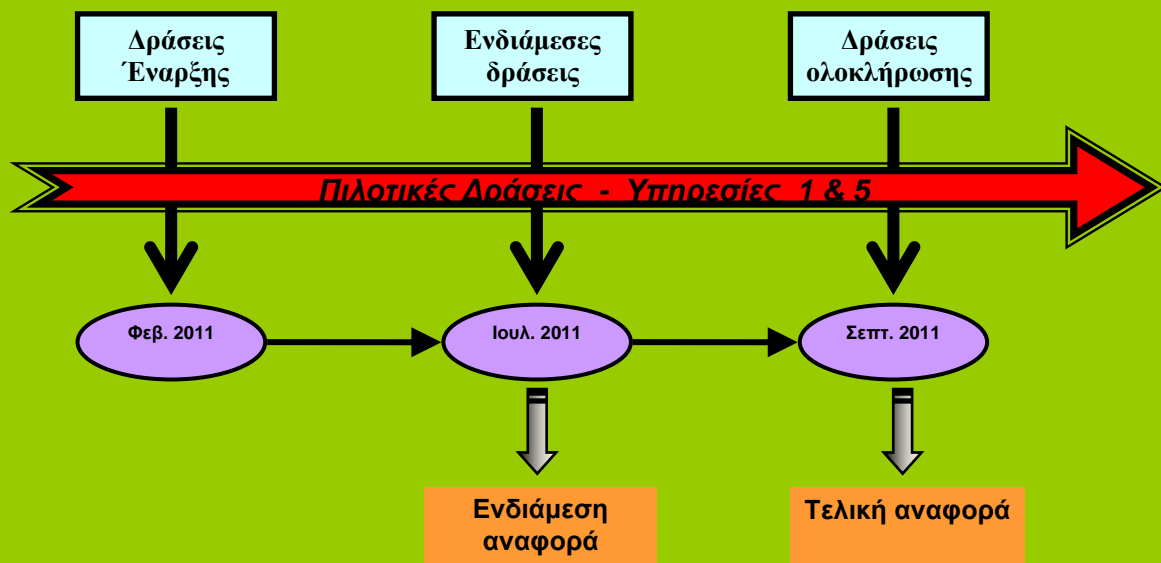 Δράσεις
Έναρξης
Ενδιάμεσες
δράσεις
Δράσεις
ολοκλήρωσης
Πιλοτικές Δράσεις - Υπηρεσίες 1 & 5
Φεβ. 2011
Ιουλ. 2011
Σεπτ. 2011
Ενδιάμεση
αναφορά
Τελική αναφορά